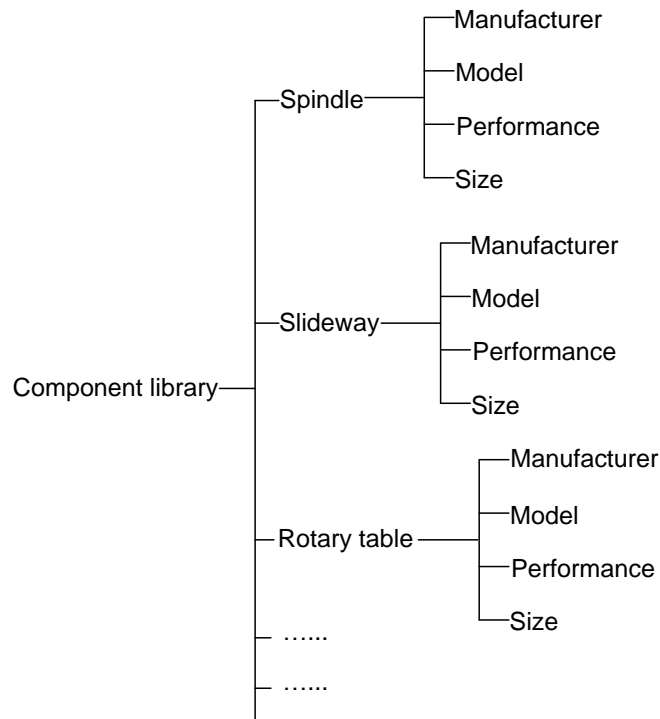 Manufacturer
Model
Spindle
Performance
Size
Manufacturer
Model
Slideway
Performance
Component library
Size
Manufacturer
Model
Rotary table
Performance
Size
…...
…...